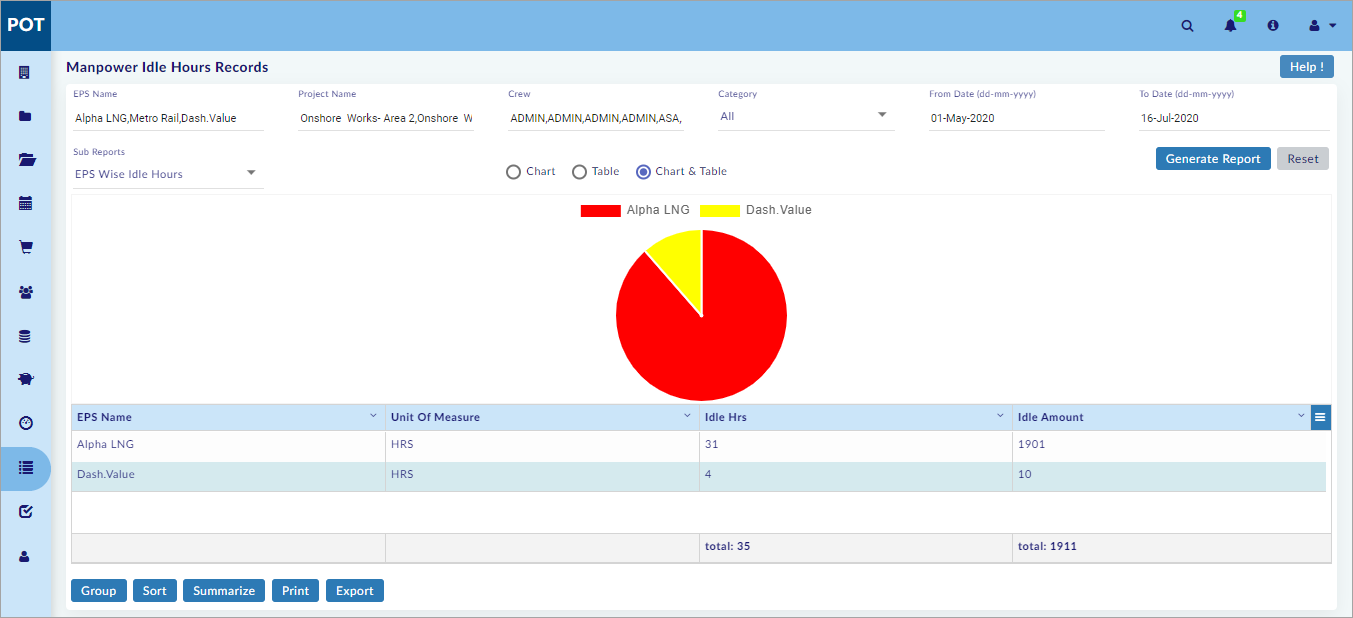 POT
4
Manpower Idle Hours Records
Help !
EPS Name Project Name Crew Category From Date (dd-mm-yyyy) To Date (dd-mm-yyyy)
Alpha LNG,Metro Rail,Dash.Value Onshore Works- Area 2,Onshore W ADMIN,ADMIN,ADMIN,ADMIN,ASA, All 01-May-2020 16-Jul-2020
Sub Reports
EPS Wise Idle Hours Chart Table Chart & Table Generate Report Reset
Alpha LNG Dash.Value
EPS Name Unit Of Measure Idle Hrs Idle Amount
Alpha LNG HRS 31 1901
Dash.Value HRS 4 10
total: 35 total: 1911
Group Sort Summarize Print Export